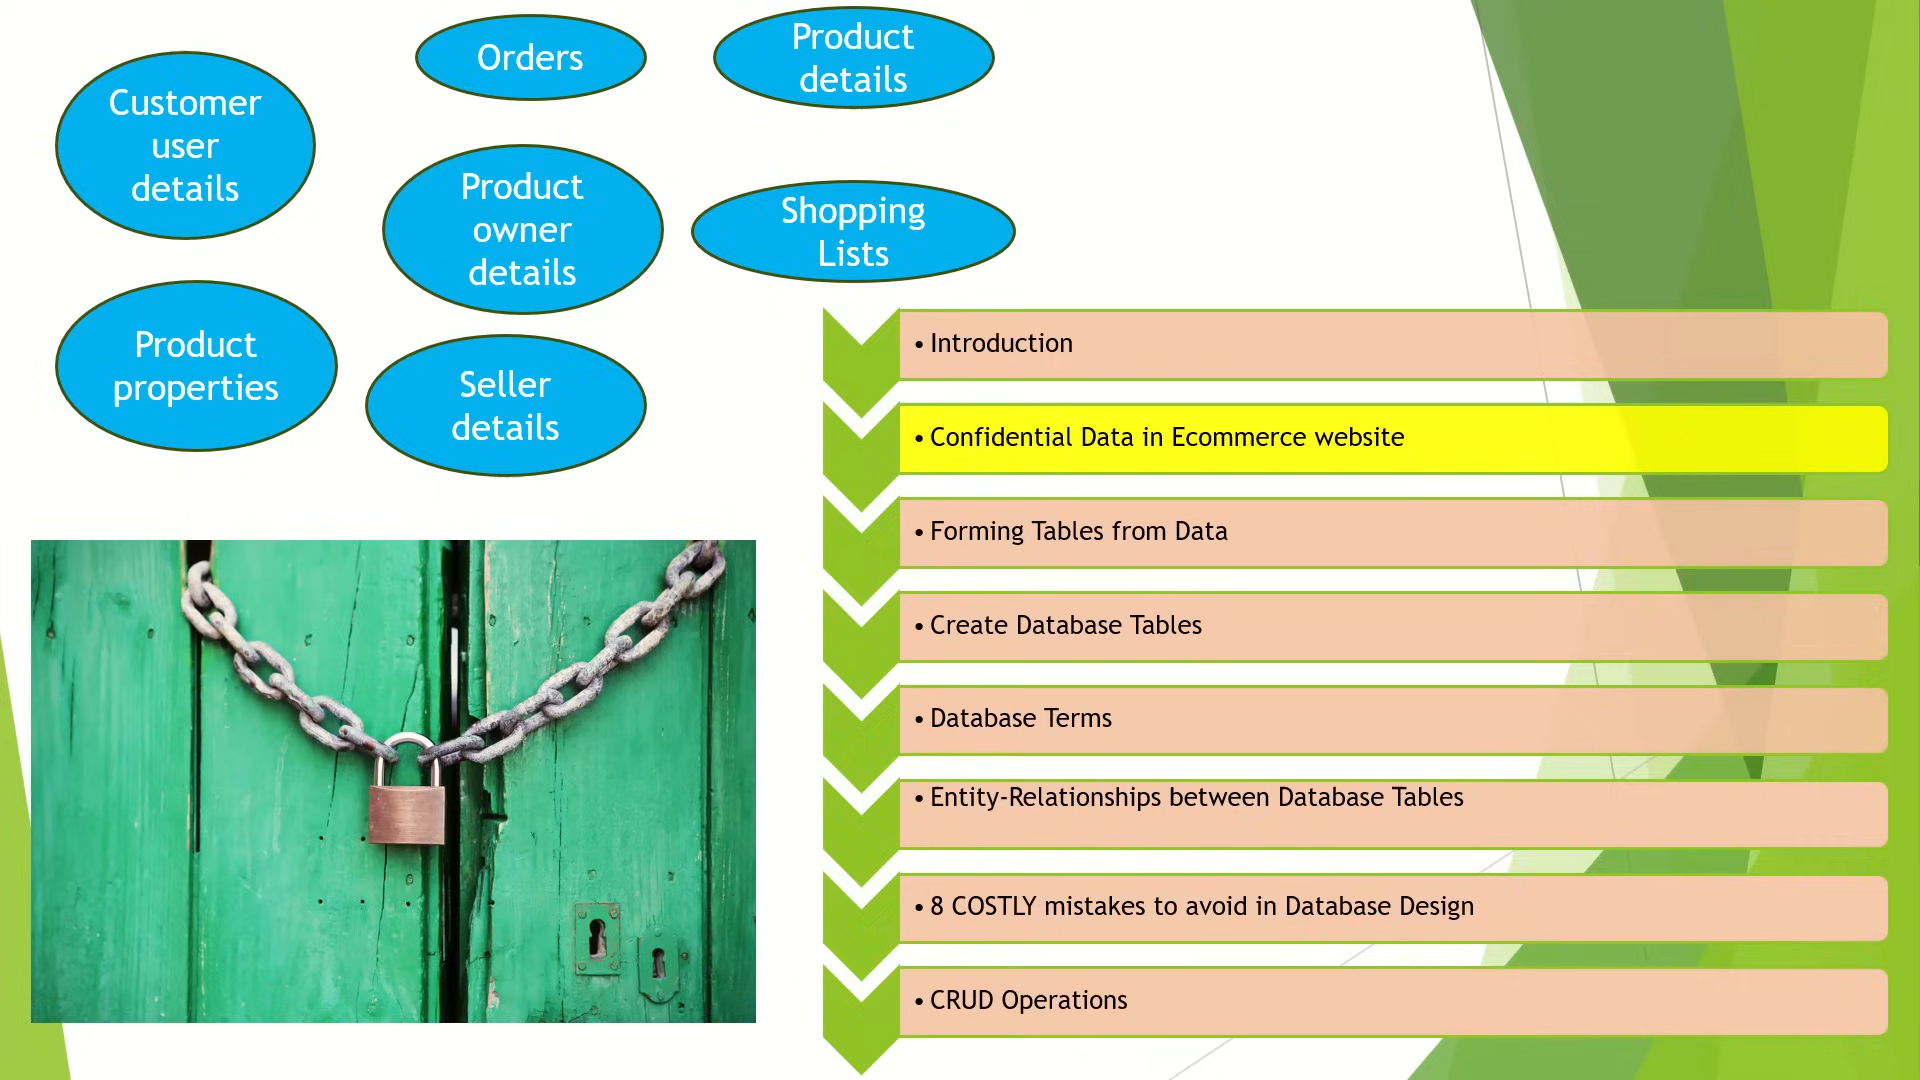 Orders
Product
details
Customer
user
details
Product
owner
details
Shopping
Lists
Product
properties
Seller
details
• Introduction
• Confidential Data in Ecommerce website
• Forming Tables from Data
• Create Database Tables
• Database Terms
• Entity-Relationships between Database Tables
• 8 COSTLY mistakes to avoid in Database Design
• CRUD Operations